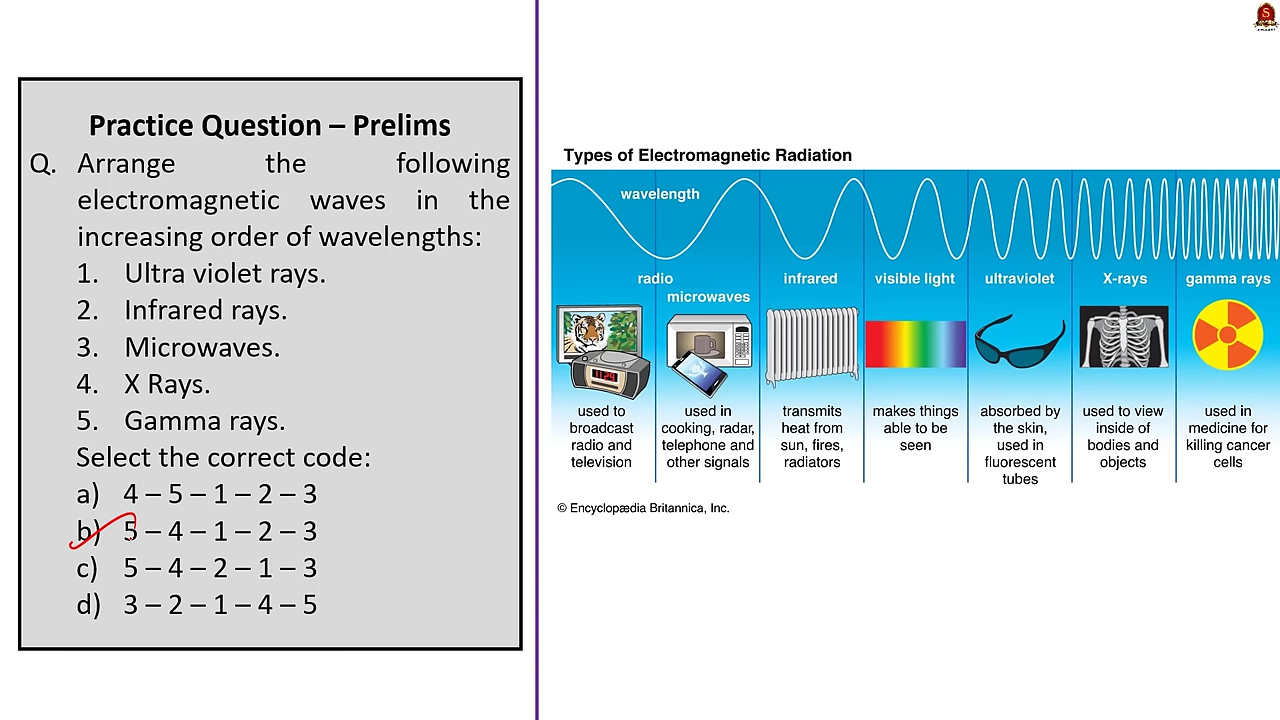 Practice Question – Prelims
Q. Arrange the following
electromagnetic waves in the
increasing order of wavelengths:
1. Ultra violet rays.
2. Infrared rays.
3. Microwaves.
4. X Rays.
5. Gamma rays.
Select the correct code:
a) 4 – 5 – 1 – 2 – 3
b) 5 – 4 – 1 – 2 – 3
c) 5 – 4 – 2 – 1 – 3
d) 3 – 2 – 1 – 4 – 5
Types of Electromagnetic Radiation
wavelength
radio
microwaves
infrared
visible light
ultraviolet
X-rays
gamma rays
11:29
used to
broadcast
radio and
television
used in
cooking, radar,
telephone and
other signals
transmits
heat from
sun, fires,
radiators
makes things
able to be
seen
absorbed by
the skin,
used in
fluorescent
tubes
used to view
inside of
bodies and
objects
used in
medicine for
killing cancer
cells
© Encyclopædia Britannica, Inc.
S